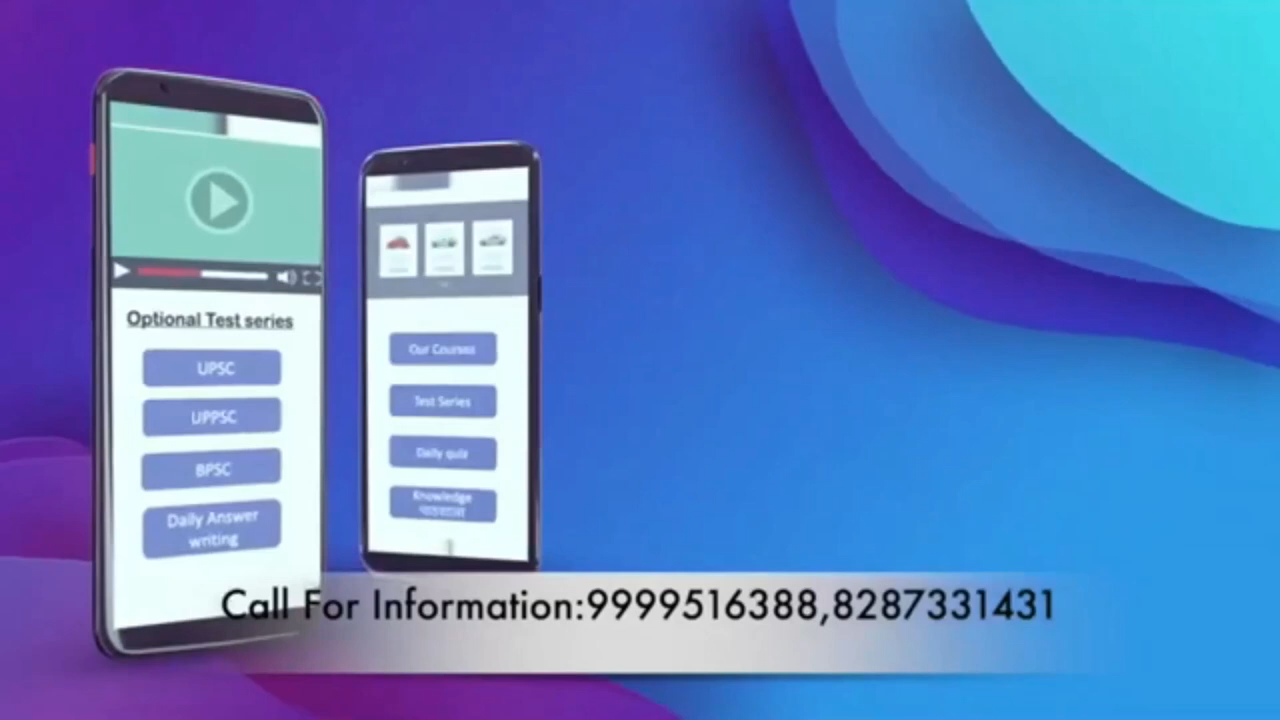 Optional Test series
UPSC
UPPSC
BPSC
Daily Answer
writing
Our Courses
Test Series
Daily quiz
Knowledge
पाठशाला
Call For Information:9999516388,8287331431